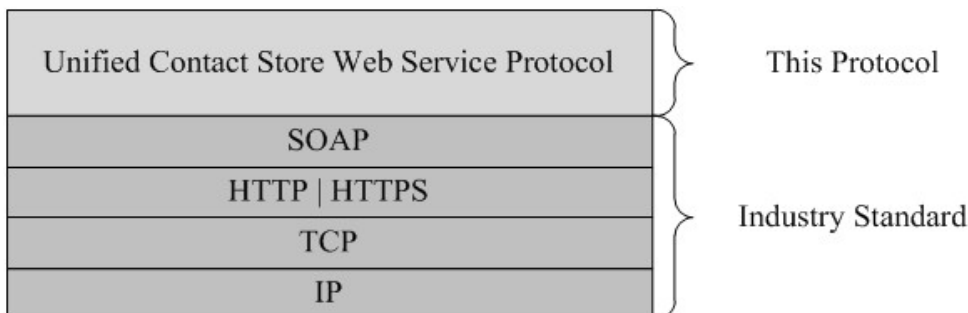 Unified Contact Store Web Service Protocol
This Protocol
SOAP
HTTP | HTTPS
TCP
IP
Industry Standard